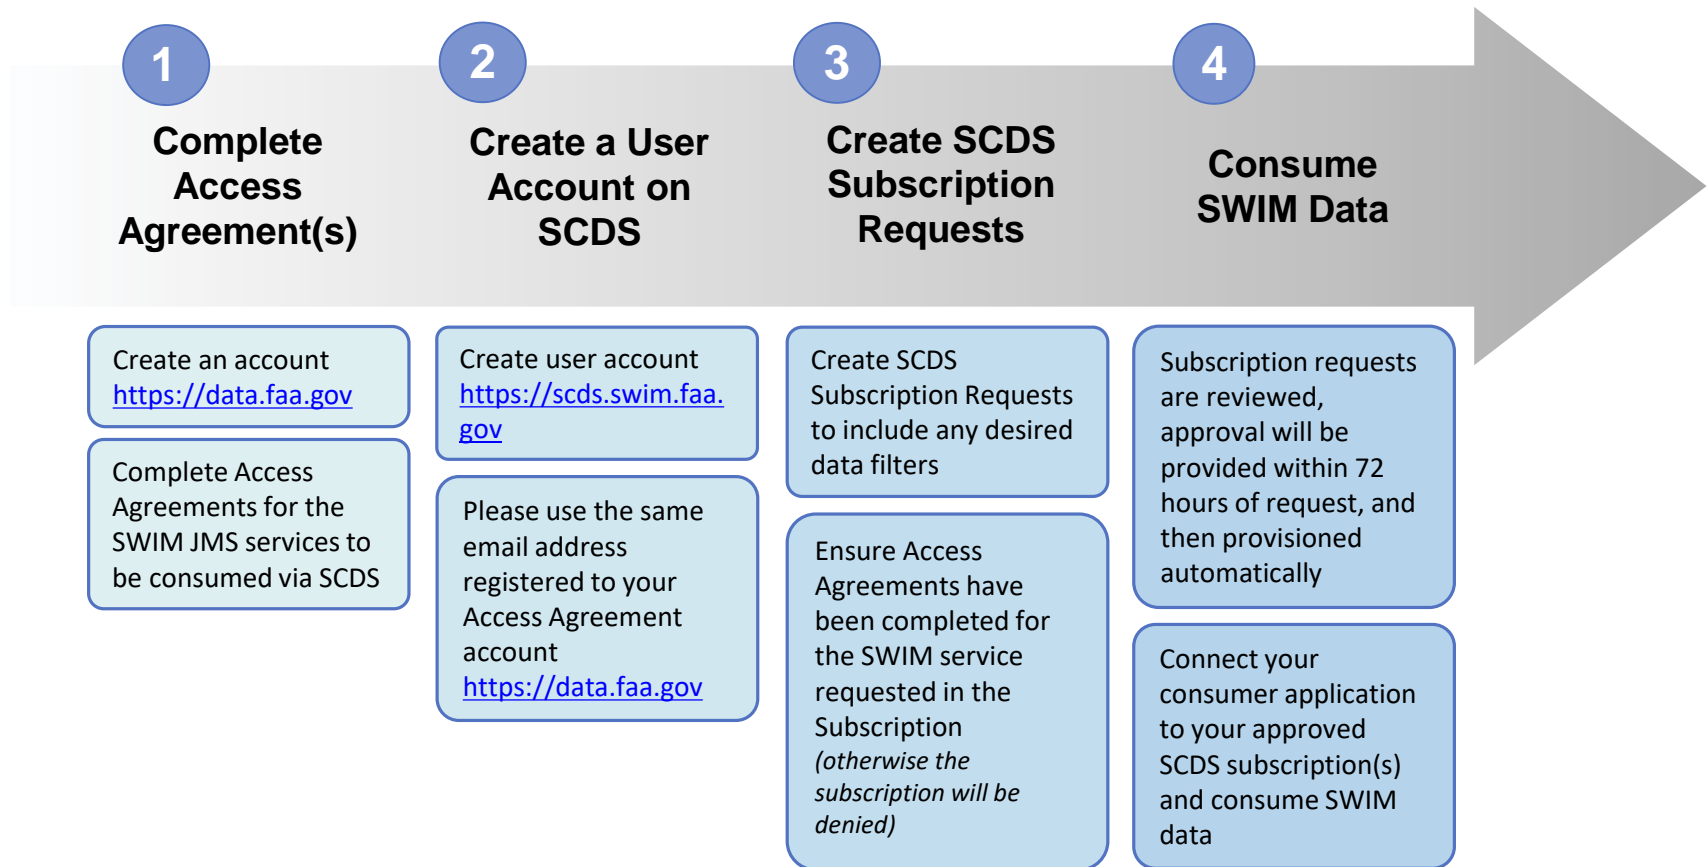 1
Complete
Access
Agreement(s)
2
Create a User
Account on
SCDS
3
Create SCDS
Subscription
Requests
4
Consume
SWIM Data
Create an account
https://data.faa.gov
Complete Access
Agreements for the
SWIM JMS services to
be consumed via SCDS
Create user account
https://scds.swim.faa.
gov
Please use the same
email address
registered to your
Access Agreement
account
https://data.faa.gov
Create SCDS
Subscription Requests
to include any desired
data filters
Ensure Access
Agreements have
been completed for
the SWIM service
requested in the
Subscription
(otherwise the
subscription will be
denied)
Subscription requests
are reviewed,
approval will be
provided within 72
hours of request, and
then provisioned
automatically
Connect your
consumer application
to your approved
SCDS subscription(s)
and consume SWIM
data